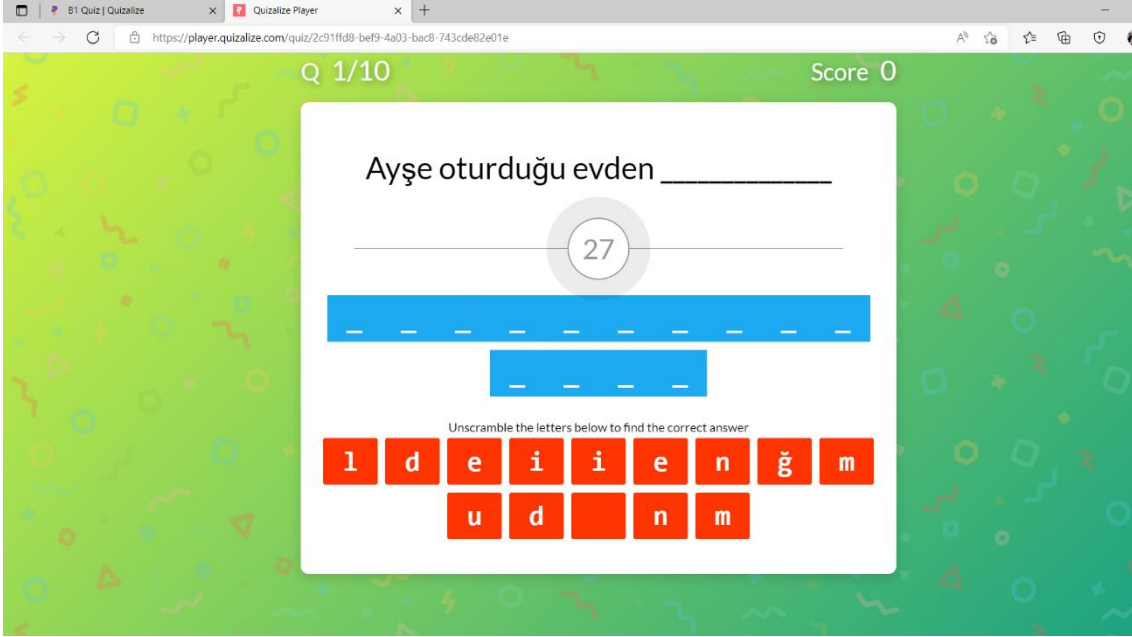 B1 Quiz | Quizalize
Quizalize Player
https://player.quizalize.com/quiz/2c91ffd8-bef9-4a03-bac8-743cde82e01e
Q 1/10
Score 0
Ayşe oturduğu evden ______________
27
_ _ _ _ _ _ _ _ _ _
_ _ _ _
Unscramble the letters below to find the correct answer
l d e i i e n ğ m
u d n m